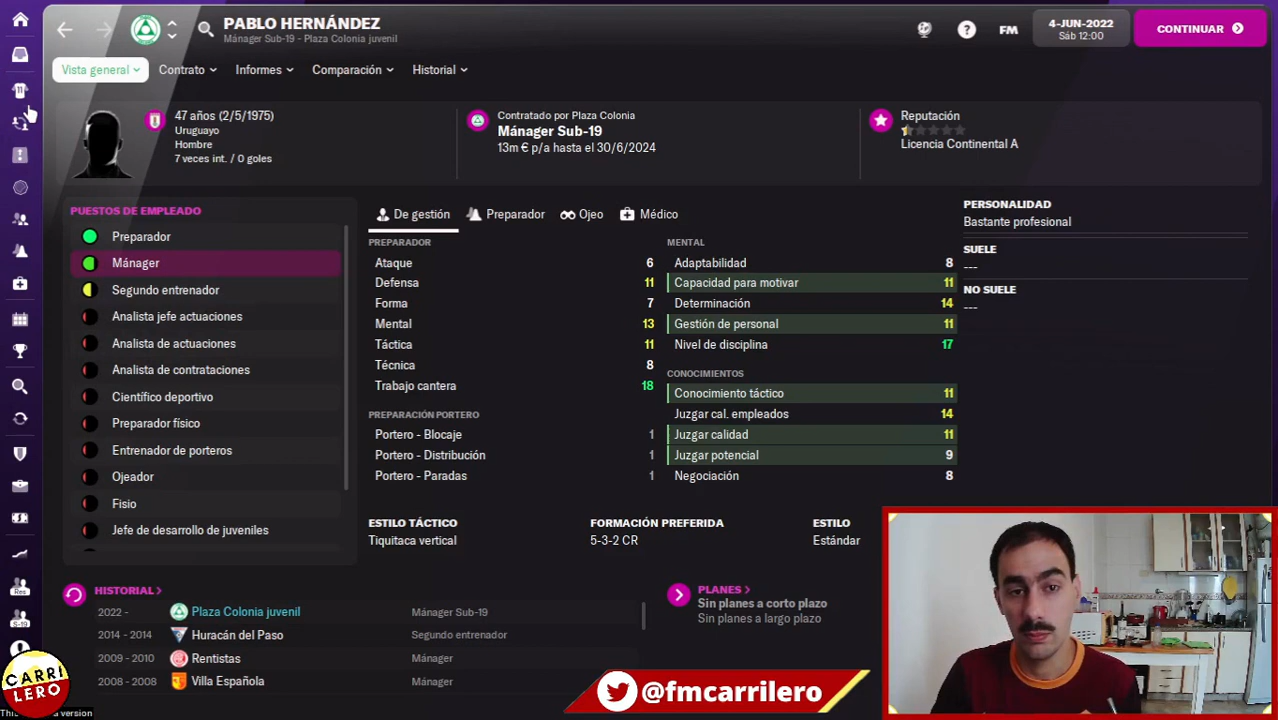 PABLO HERNÁNDEZ
Mánager Sub-19 - Plaza Colonia juvenil
FM
4-JUN-2022
Sáb 12:00
CONTINUAR
Vista general
Contrato
Informes
Comparación
Historial
47 años (2/5/1975)
Uruguayo
Hombre
7 veces int. / 0 goles
Contratado por Plaza Colonia
Mánager Sub-19
13m € p/a hasta el 30/6/2024
Reputación
Licencia Continental A
PUESTOS DE EMPLEADO
Preparador
Mánager
Segundo entrenador
Analista jefe actuaciones
Analista de actuaciones
Analista de contrataciones
Científico deportivo
Preparador físico
Entrenador de porteros
Ojeador
Fisio
Jefe de desarrollo de juveniles
De gestión
Preparador
Ojeo
Médico
PREPARADOR
Ataque 6
Defensa 11
Forma 7
Mental 13
Táctica 11
Técnica 8
Trabajo cantera 18
PREPARACIÓN PORTERO
Portero - Blocaje 1
Portero - Distribución 1
Portero - Paradas 1
MENTAL
Adaptabilidad 8
Capacidad para motivar 11
Determinación 14
Gestión de personal 11
Nivel de disciplina 17
CONOCIMIENTOS
Conocimiento táctico 11
Juzgar cal. empleados 14
Juzgar calidad 11
Juzgar potencial 9
Negociación 8
PERSONALIDAD
Bastante profesional
SUELE
---
NO SUELE
---
ESTILO TÁCTICO
Tiquitaca vertical
FORMACIÓN PREFERIDA
5-3-2 CR
ESTILO
Estándar
HISTORIAL
2022 - Plaza Colonia juvenil Mánager Sub-19
2014 - 2014 Huracán del Paso Segundo entrenador
2009 - 2010 Rentistas Mánager
2008 - 2008 Villa Española Mánager
PLANES
Sin planes a corto plazo
Sin planes a largo plazo
Res
S-19
CARRI
LERO
version
@fmcarrilero